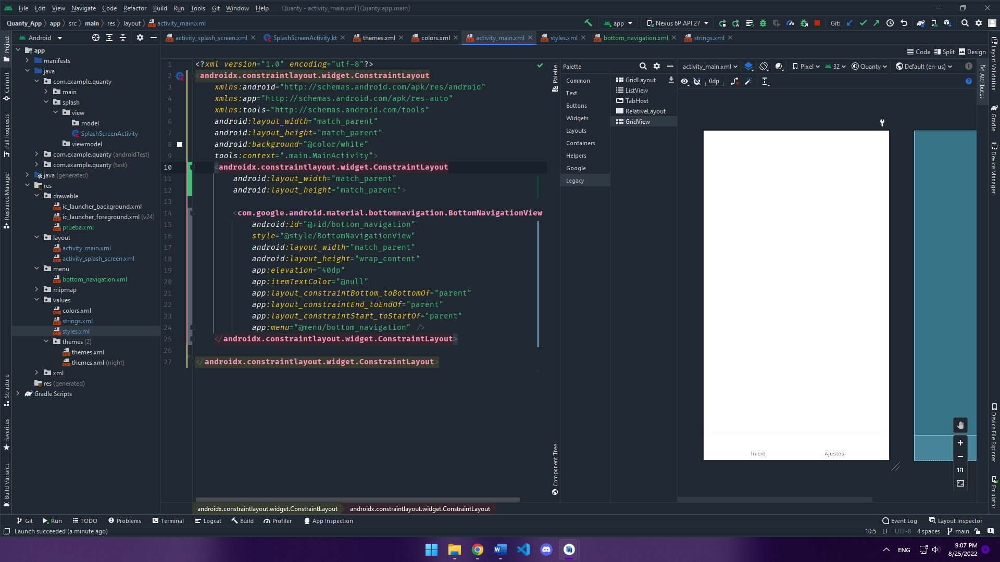 File Edit View Navigate Code Refactor Build Run Tools Git Window Help Quanty - activity_main.xml [Quanty.app.main]
Quanty_App app src main res layout activity_main.xml app Nexus 6P API 27 Git:
Android
activity_splash_screen.xml SplashScreenActivity.kt themes.xml colors.xml activity_main.xml styles.xml bottom_navigation.xml strings.xml
Code Split Design
Project
Commit
Pull Requests
Resource Manager
Structure
Favorites
Build Variants
app
manifests
java
com.example.quanty
main
splash
view
model
SplashScreenActivity
viewmodel
com.example.quanty (androidTest)
com.example.quanty (test)
java (generated)
res
drawable
ic_launcher_background.xml
ic_launcher_foreground.xml (v24)
prueba.xml
layout
activity_main.xml
activity_splash_screen.xml
menu
bottom_navigation.xml
mipmap
values
colors.xml
strings.xml
styles.xml
themes (2)
themes.xml
themes.xml (night)
xml
res (generated)
Gradle Scripts
1 <?xml version="1.0" encoding="utf-8"?>
2 <androidx.constraintlayout.widget.ConstraintLayout
3 xmlns:android="http://schemas.android.com/apk/res/android"
4 xmlns:app="http://schemas.android.com/apk/res-auto"
5 xmlns:tools="http://schemas.android.com/tools"
6 android:layout_width="match_parent"
7 android:layout_height="match_parent"
8 android:background="@color/white"
9 tools:context=".main.MainActivity">
10 <androidx.constraintlayout.widget.ConstraintLayout
11 android:layout_width="match_parent"
12 android:layout_height="match_parent">
13
14 <com.google.android.material.bottomnavigation.BottomNavigationView
15 android:id="@+id/bottom_navigation"
16 style="@style/BottomNavigationView"
17 android:layout_width="match_parent"
18 android:layout_height="wrap_content"
19 app:elevation="40dp"
20 app:itemTextColor="@null"
21 app:layout_constraintBottom_toBottomOf="parent"
22 app:layout_constraintEnd_toEndOf="parent"
23 app:layout_constraintStart_toStartOf="parent"
24 app:menu="@menu/bottom_navigation" />
25 </androidx.constraintlayout.widget.ConstraintLayout>
26
27 </androidx.constraintlayout.widget.ConstraintLayout>
androidx.constraintlayout.widget.ConstraintLayout androidx.constraintlayout.widget.ConstraintLayout
Palette
Component Tree
Palette
Common
Text
Buttons
Widgets
Layouts
Containers
Helpers
Google
Legacy
GridLayout
ListView
TabHost
RelativeLayout
GridView
activity_main.xml Pixel 32 Quanty Default (en-us)
0dp
Inicio Ajustes
1:1
Attributes
Layout Validation
Gradle
Device Manager
Device File Explorer
Emulator
Git Run TODO Problems Terminal Logcat Build Profiler App Inspection Event Log Layout Inspector
Launch succeeded (a minute ago) 10:5 LF UTF-8 4 spaces main
ENG 9:07 PM 4
8/25/2022